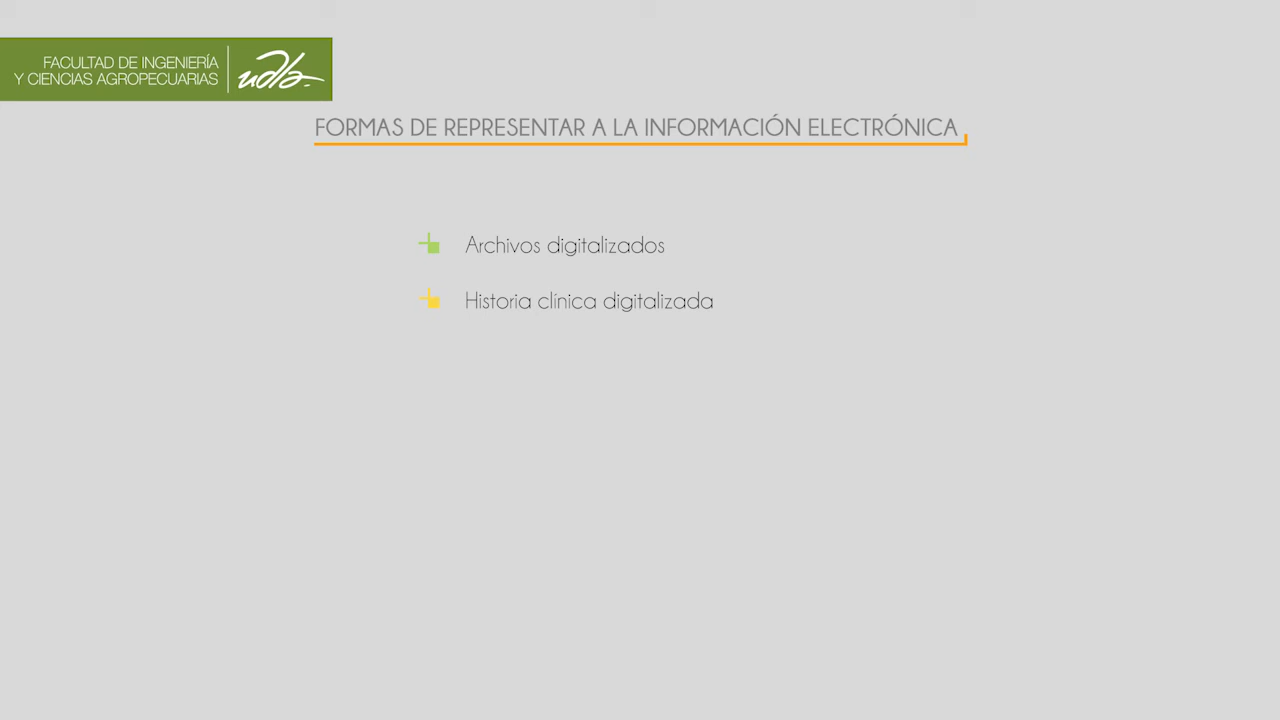 FACULTAD DE INGENIERÍA
Y CIENCIAS AGROPECUARIAS
udla.
FORMAS DE REPRESENTAR A LA INFORMACIÓN ELECTRÓNICA
Archivos digitalizados
Historia clínica digitalizada